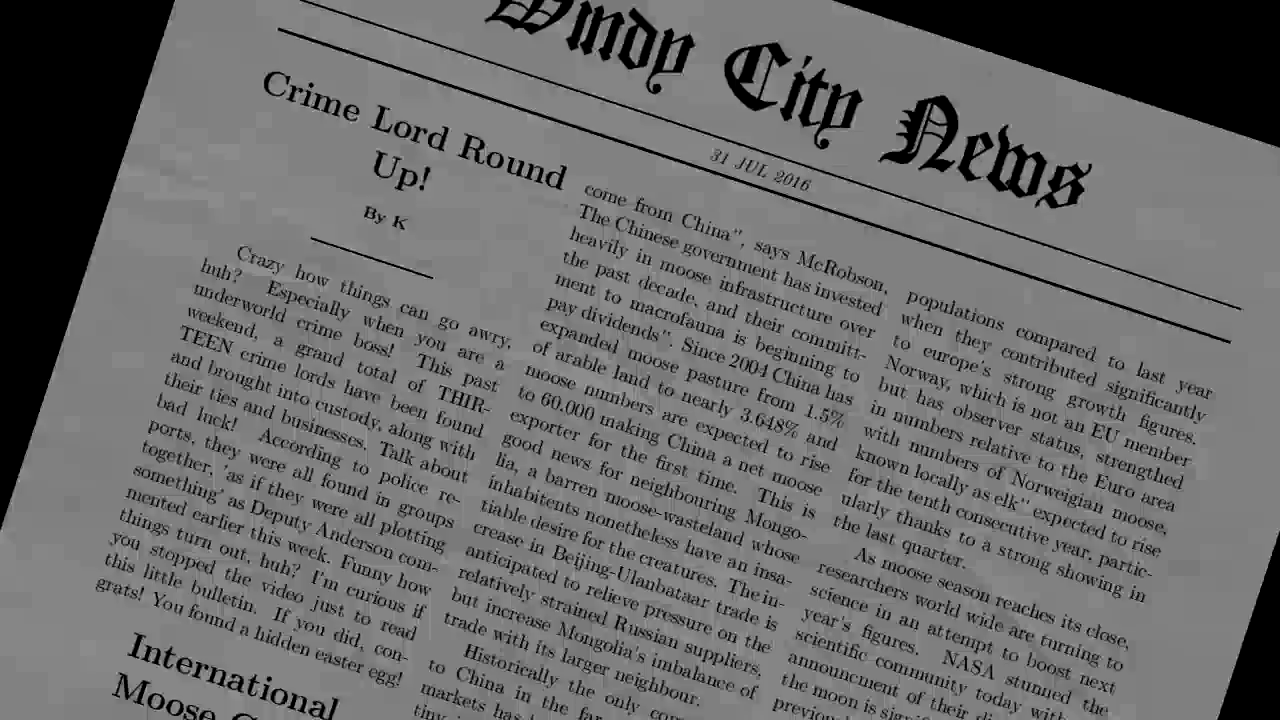 Windy City News
31 JUL 2016
Crime Lord Round
Up!
By K
Crazy how things can go awry,
huh? Especially when you are a
underworld crime boss! This past
weekend, a grand total of THIR-
TEEN crime lords have been found
and brought into custody, along with
their ties and businesses. Talk about
bad luck! According to police re-
ports, they were all found in groups
together, 'as if they were all plotting
something' as Deputy Anderson com-
mented earlier this week. Funny how
things turn out, huh? I'm curious if
you stopped the video just to read
this little bulletin. If you did, con-
grats! You found a hidden easter egg!
International
Moose
come from China", says McRobson,
The Chinese government has invested
heavily in moose infrastructure over
the past decade, and their committ-
ment to macrofauna is beginning to
pay dividends". Since 2004 China has
expanded moose pasture from 1.5%
of arable land to nearly 3.648% and
moose numbers are expected to rise
to 60,000 making China a net moose
exporter for the first time. This is
good news for neighbouring Mongo-
lia, a barren moose-wasteland whose
inhabitants nonetheless have an insa-
tiable desire for the creatures. The in-
crease in Beijing-Ulanbataar trade is
anticipated to relieve pressure on the
relatively strained Russian suppliers,
but increase Mongolia's imbalance of
trade with its larger neighbour.
Historically the only
to China in the far
markets has
populations compared to last year
when they contributed significantly
to europe's strong growth figures.
Norway, which is not an EU member
but has observer status, strengthed
in numbers relative to the Euro area
with numbers of Norweigian moose,
known locally as elk" expected to rise
for the tenth consecutive year, partic-
ularly thanks to a strong showing in
the last quarter.
As moose season reaches its close,
researchers world wide are turning to
science in an attempt to boost next
year's figures. NASA stunned the
scientific community today with
announcment of their
the moon is